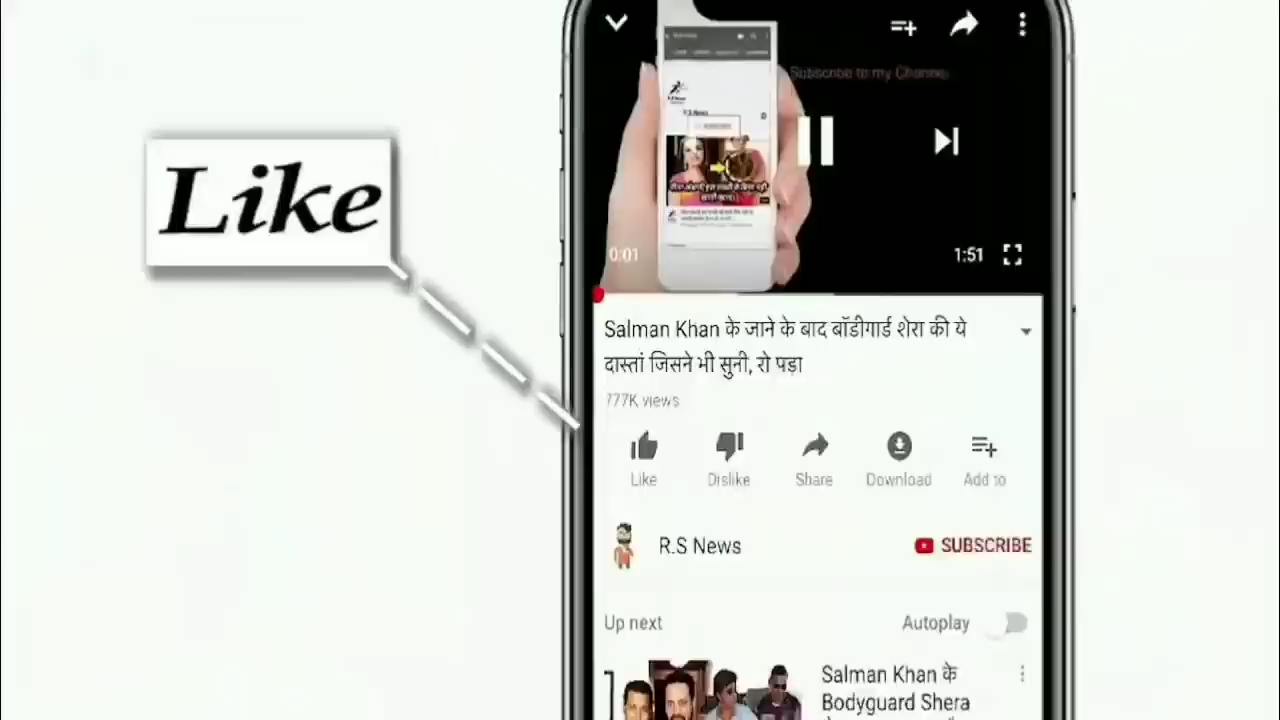 Like
Subscribe to my Channel
R.S News
0:01
1:51
Salman Khan के जाने के बाद बॉडीगार्ड शेरा की ये
दास्तां जिसने भी सुनी, रो पड़ा
777K views
Like Dislike Share Download Add to
R.S News SUBSCRIBE
Up next Autoplay
Salman Khan के
Bodyguard Shera